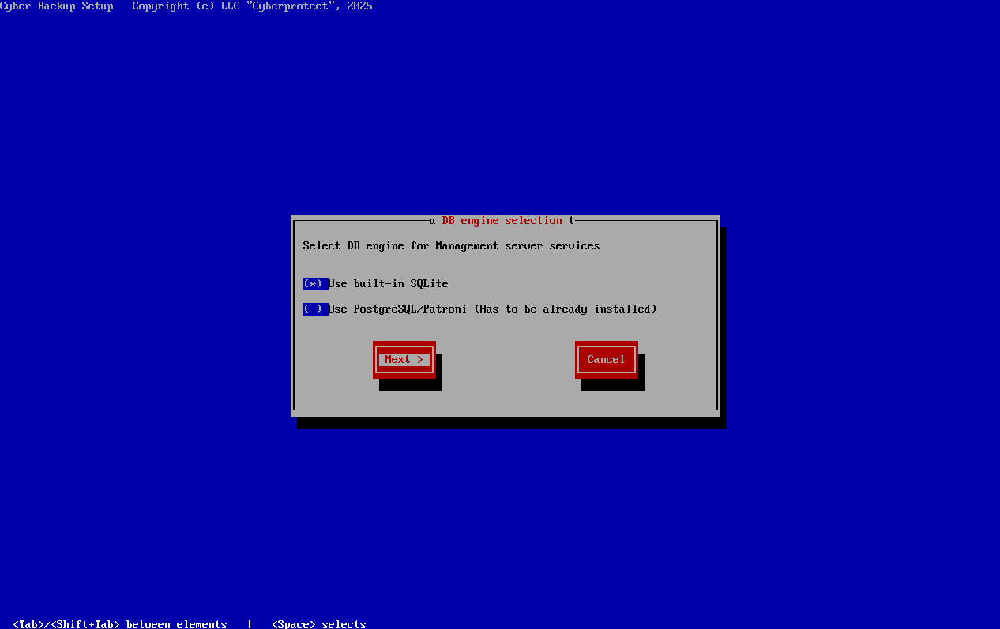 Cyber Backup Setup - Copyright (c) LLC "Cyberprotect", 2025
u DB engine selection t
Select DB engine for Management server services
(*) Use built-in SQLite
( ) Use PostgreSQL/Patroni (Has to be already installed)
Next > Cancel
<Tab>/<Shift+Tab> between elements | <Space> selects